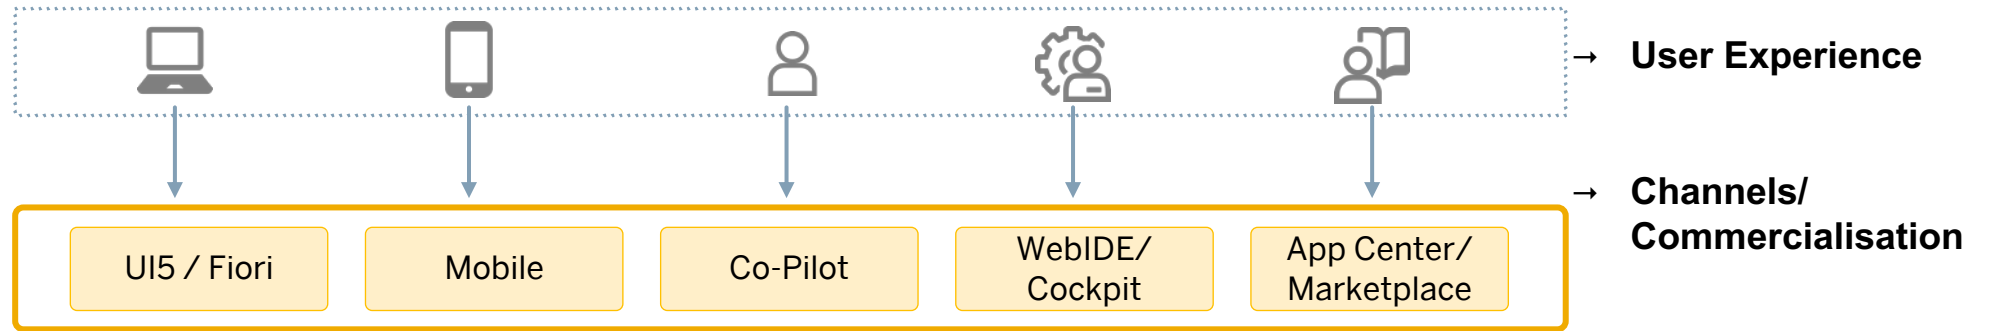 → User Experience
→ Channels/
Commercialisation
UI5 / Fiori
Mobile
Co-Pilot
WebIDE/
Cockpit
App Center/
Marketplace